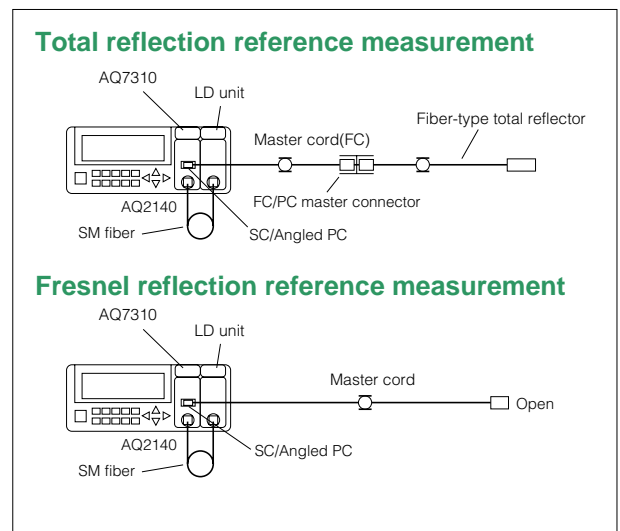 Total reflection reference measurement
AQ7310
LD unit
Fiber-type total reflector
Master cord(FC)
AQ2140
FC/PC master connector
SM fiber
SC/Angled PC
Fresnel reflection reference measurement
AQ7310
LD unit
Master cord
Open
AQ2140
SC/Angled PC
SM fiber